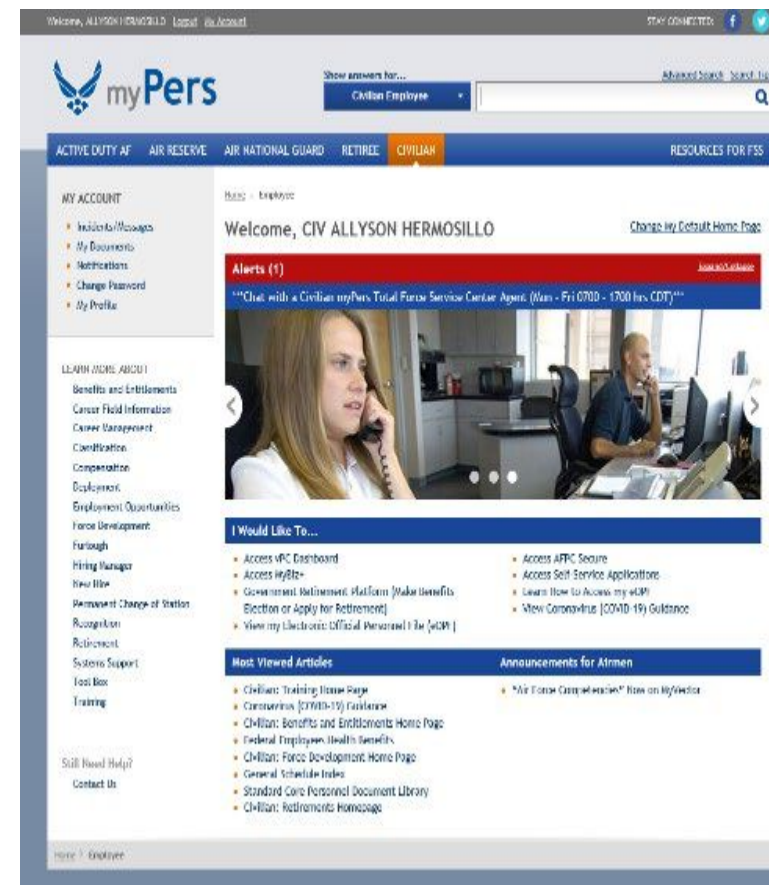 Welcome, ALLYSON HERMOSILLO Logout My Account
STAY CONNECTED:
myPers
Show answers for...
Civilian Employee
Advanced Search Search Tip
ACTIVE DUTY AF AIR RESERVE AIR NATIONAL GUARD RETIREE CIVILIAN RESOURCES FOR FSS
MY ACCOUNT
Incidents/Messages
My Documents
Notifications
Change Password
My Profile
Home > Employee
Welcome, CIV ALLYSON HERMOSILLO
Change My Default Home Page
Alerts (1)
Expand/Collapse
***Chat with a Civilian myPers Total Force Service Center Agent (Mon - Fri 0700 - 1700 hrs CDT)***
LEARN MORE ABOUT
Benefits and Entitlements
Career Field Information
Career Management
Classification
Compensation
Deployment
Employment Opportunities
Force Development
Furlough
Hiring Manager
New Hire
Permanent Change of Station
Recognition
Retirement
Systems Support
Tool Box
Training
Still Need Help?
Contact Us
I Would Like To...
Access vPC Dashboard
Access MyBiz+
Government Retirement Platform (Make Benefits
Election or Apply for Retirement)
View my Electronic Official Personnel File (eOPF)
Access AFPC Secure
Access Self Service Applications
Learn How to Access my eOPF
View Coronavirus (COVID-19) Guidance
Most Viewed Articles
Civilian: Training Home Page
Coronavirus (COVID-19) Guidance
Civilian: Benefits and Entitlements Home Page
Federal Employees Health Benefits
Civilian: Force Development Home Page
General Schedule Index
Standard Core Personnel Document Library
Civilian: Retirements Homepage
Announcements for Airmen
"Air Force Competencies" Now on MyVector
Home > Employee